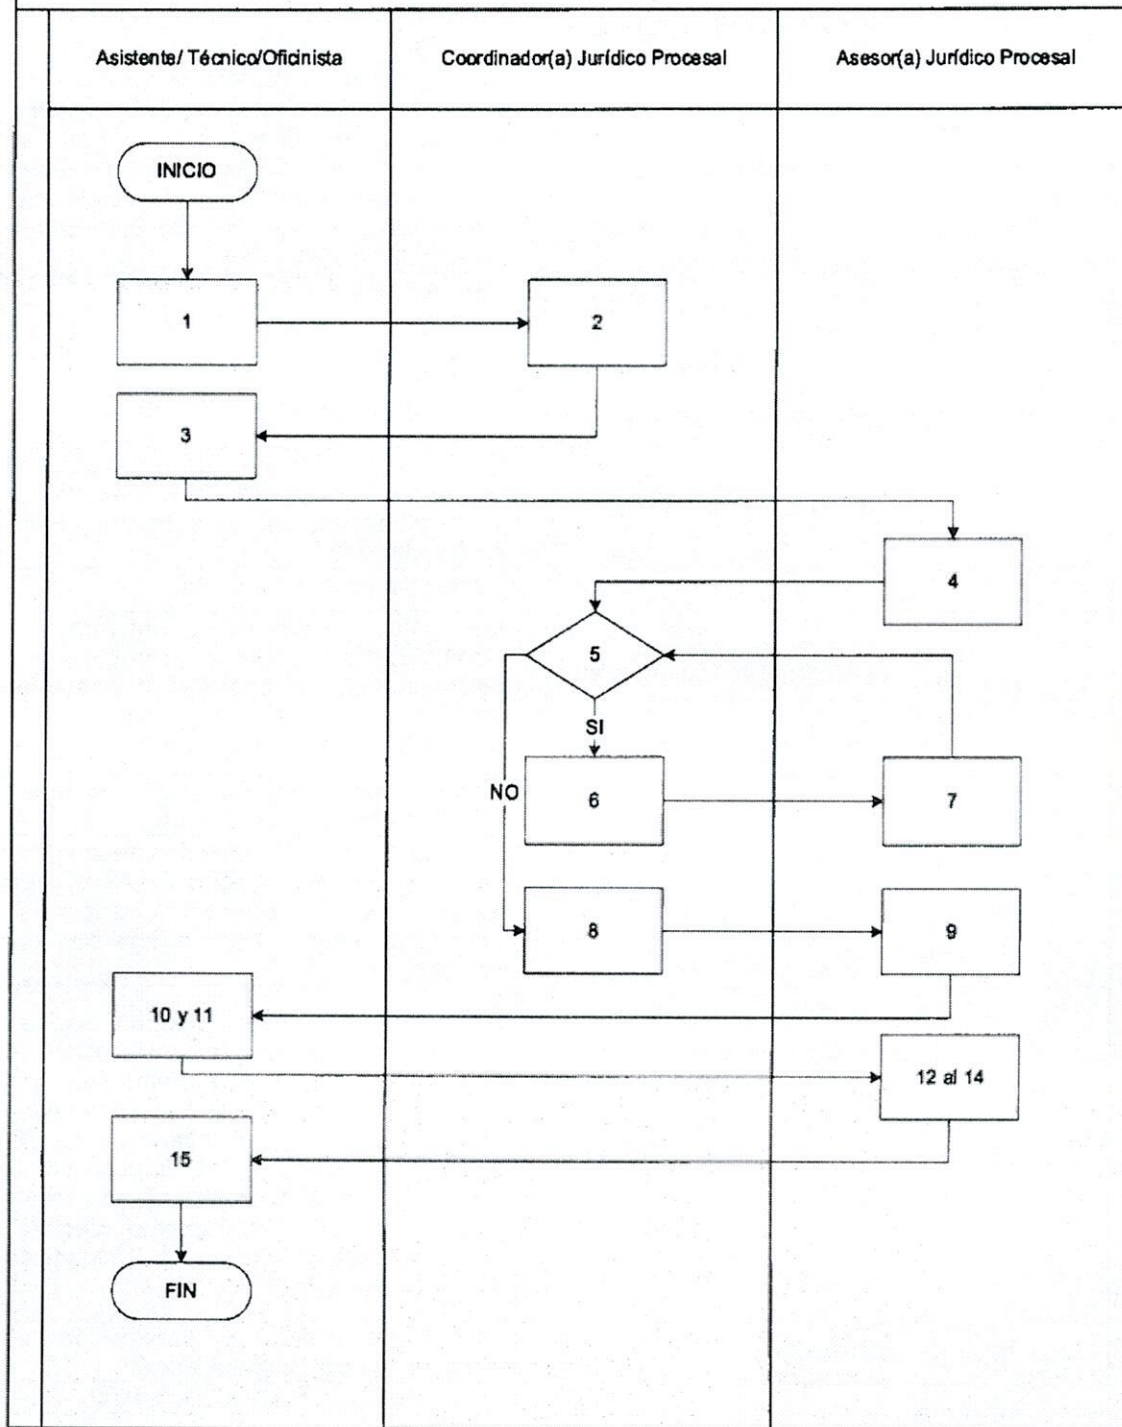 Asistente/ Técnico/Oficinista
Coordinador(a) Jurídico Procesal
Asesor(a) Jurídico Procesal
INICIO
1
2
3
4
5
SI
NO
6
7
8
9
10 y 11
12 al 14
15
FIN